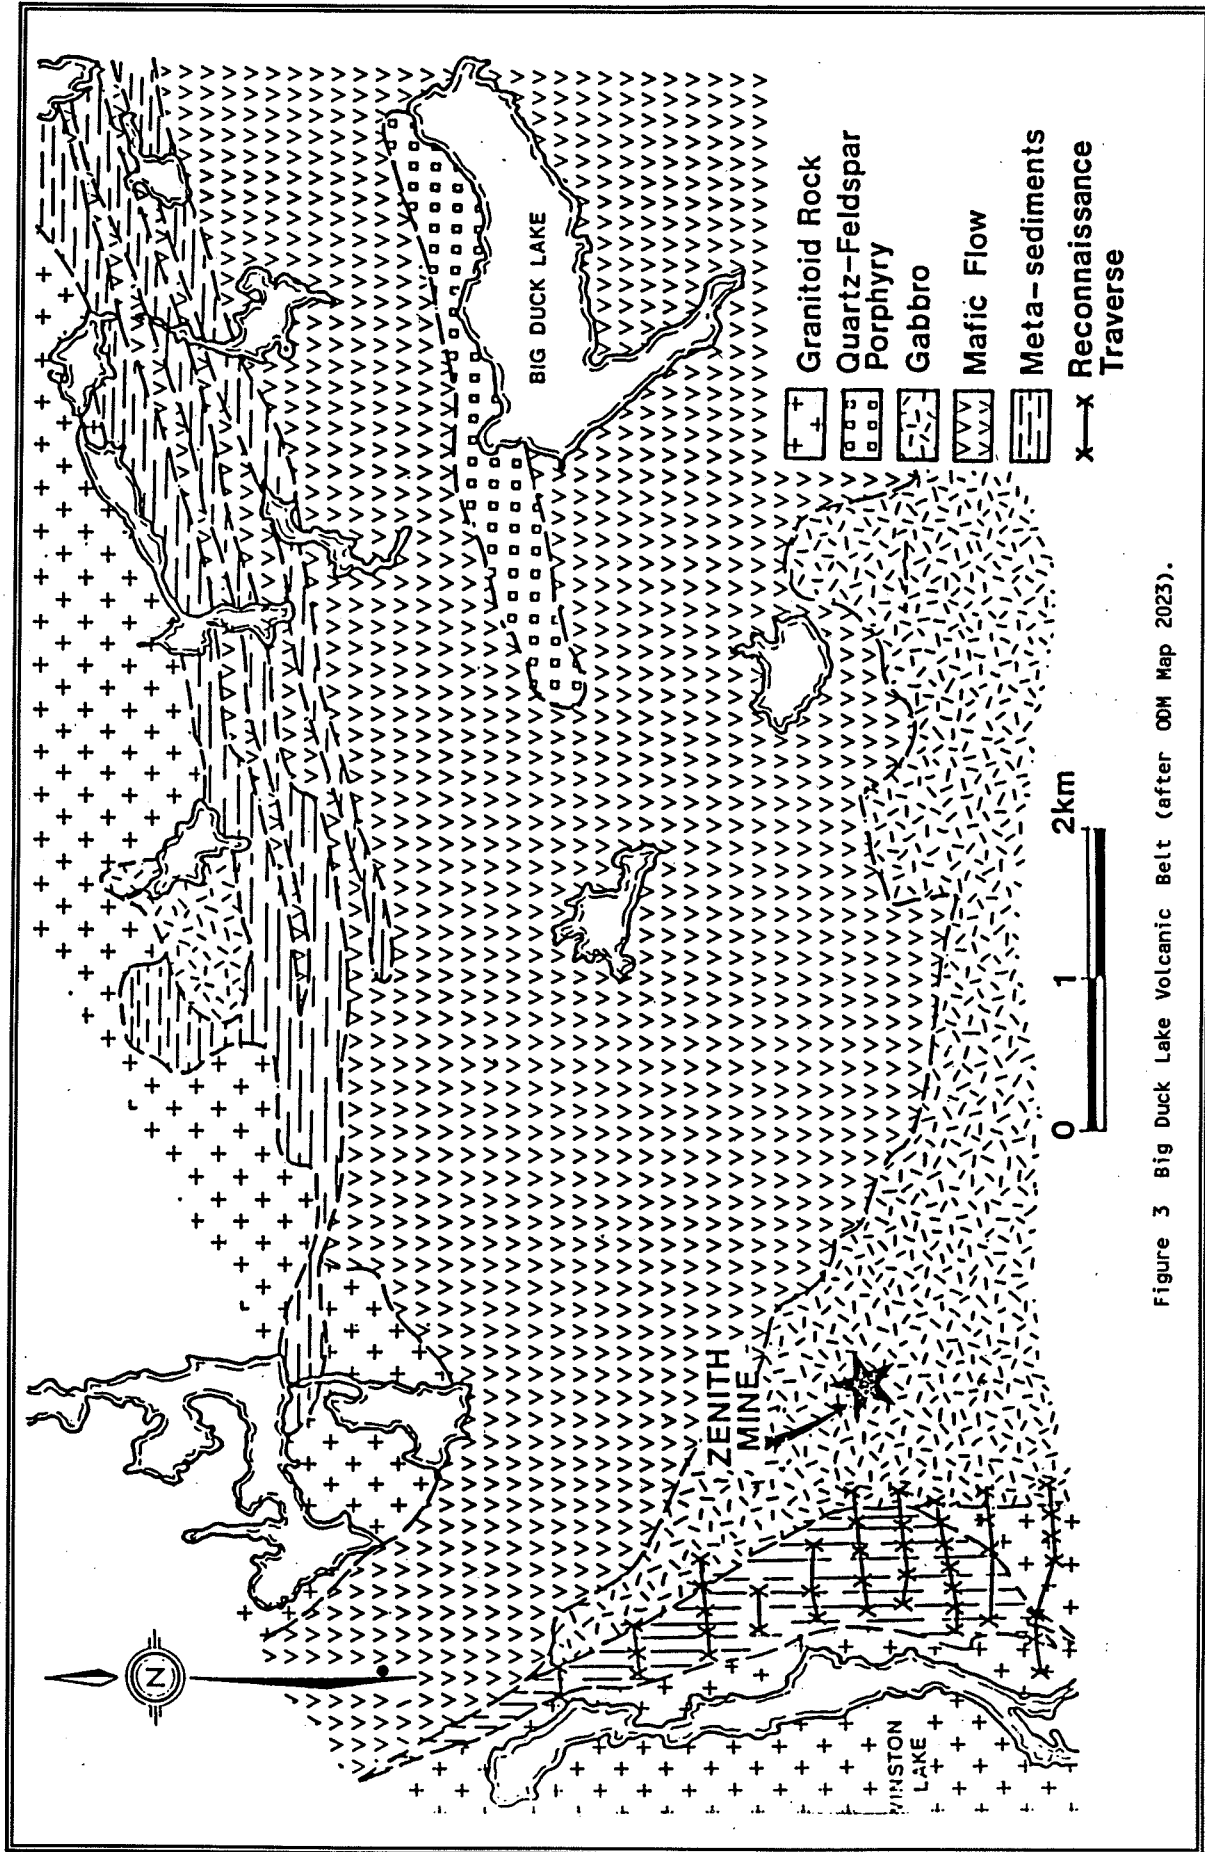 N
BIG DUCK LAKE
ZENITH
MINE
WINSTON
LAKE
Granitoid Rock
Quartz-Feldspar
Porphyry
Gabbro
Mafic Flow
Meta-sediments
Reconnaissance
Traverse
0
1
2km
Figure 3 Big Duck Lake Volcanic Belt (after ODM Map 2023).